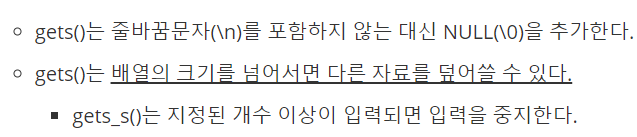 gets()는 줄바꿈문자(\n)를 포함하지 않는 대신 NULL(\0)을 추가한다.
gets()는 배열의 크기를 넘어서면 다른 자료를 덮어쓸 수 있다.
gets_s()는 지정된 개수 이상이 입력되면 입력을 중지한다.